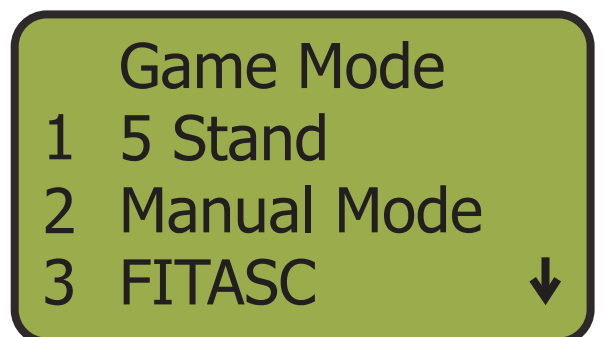 Game Mode
1 5 Stand
2 Manual Mode
3 FITASC ↓